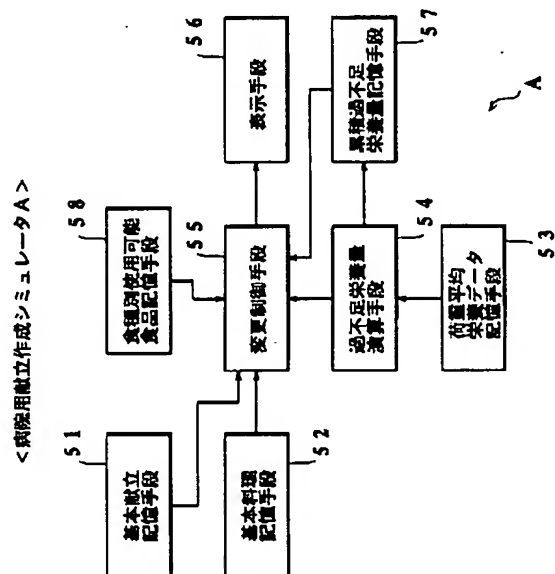 <病院用献立作成シミュレータA>
51
基本献立
記憶手段
52
基本料理
記憶手段
58
食種別使用可能
食品記憶手段
55
変更制御手段
54
過不足栄養量
演算手段
53
荷重平均
栄養データ
記憶手段
56
表示手段
57
累積過不足
栄養量記憶手段
A